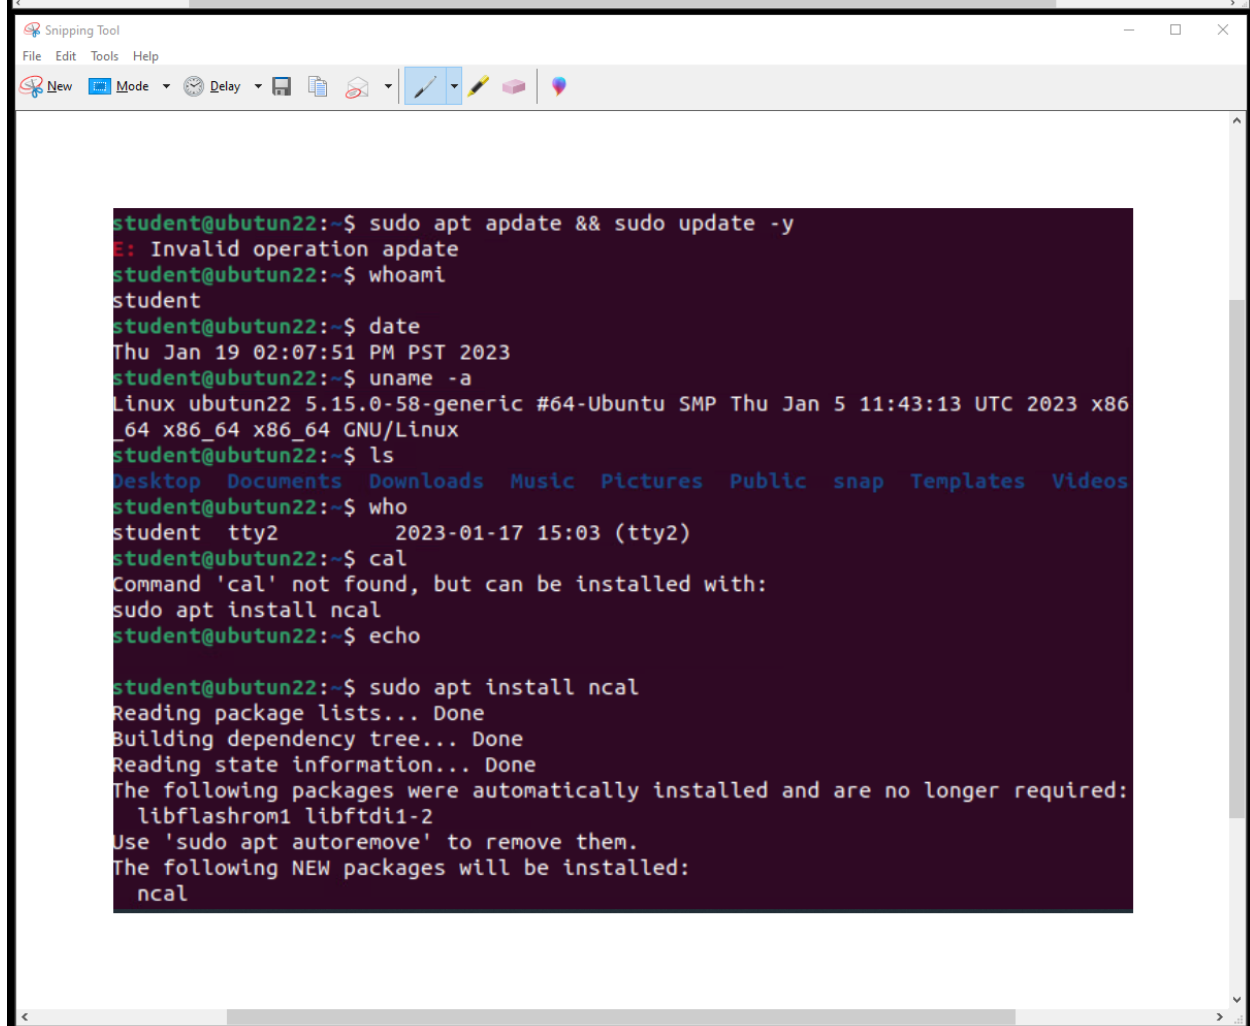 Snipping Tool
File Edit Tools Help
New Mode Delay
student@ubutun22:~$ sudo apt apdate && sudo update -y
E: Invalid operation apdate
student@ubutun22:~$ whoami
student
student@ubutun22:~$ date
Thu Jan 19 02:07:51 PM PST 2023
student@ubutun22:~$ uname -a
Linux ubutun22 5.15.0-58-generic #64-Ubuntu SMP Thu Jan 5 11:43:13 UTC 2023 x86
_64 x86_64 x86_64 GNU/Linux
student@ubutun22:~$ ls
Desktop Documents Downloads Music Pictures Public snap Templates Videos
student@ubutun22:~$ who
student tty2 2023-01-17 15:03 (tty2)
student@ubutun22:~$ cal
Command 'cal' not found, but can be installed with:
sudo apt install ncal
student@ubutun22:~$ echo
student@ubutun22:~$ sudo apt install ncal
Reading package lists... Done
Building dependency tree... Done
Reading state information... Done
The following packages were automatically installed and are no longer required:
libflashrom1 libftdi1-2
Use 'sudo apt autoremove' to remove them.
The following NEW packages will be installed:
ncal